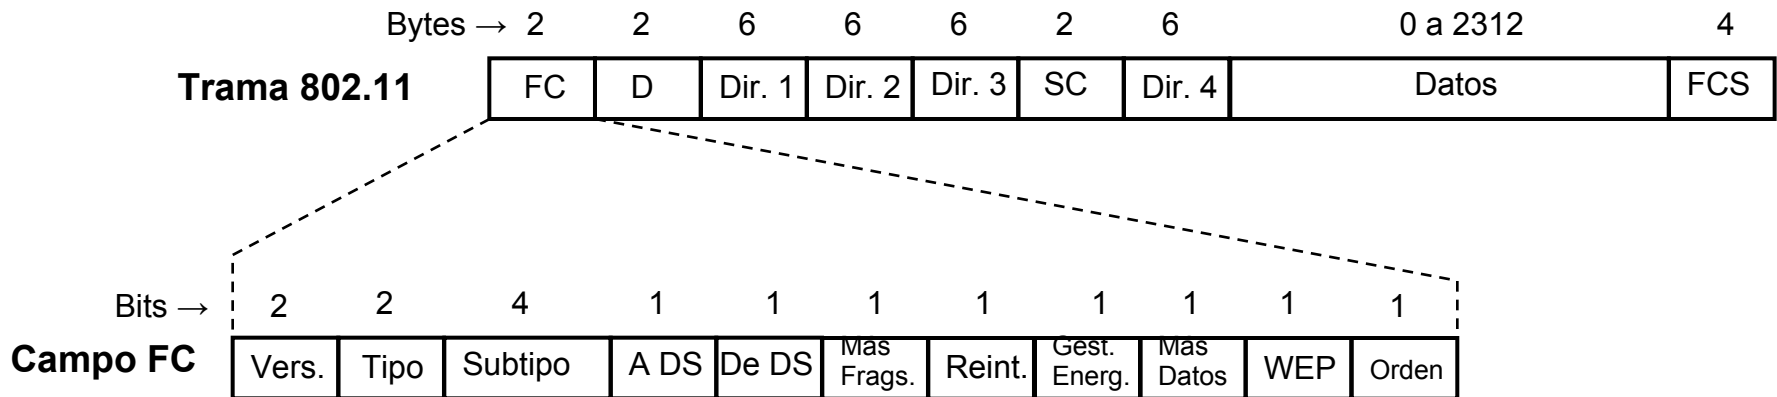 Bytes → 2 2 6 6 6 2 6 0 a 2312 4
Trama 802.11 FC D Dir. 1 Dir. 2 Dir. 3 SC Dir. 4 Datos FCS
Bits → 2 2 4 1 1 1 1 1 1 1 1
Campo FC Vers. Tipo Subtipo A DS De DS Mas Frags. Reint. Gest. Energ. Mas Datos WEP Orden